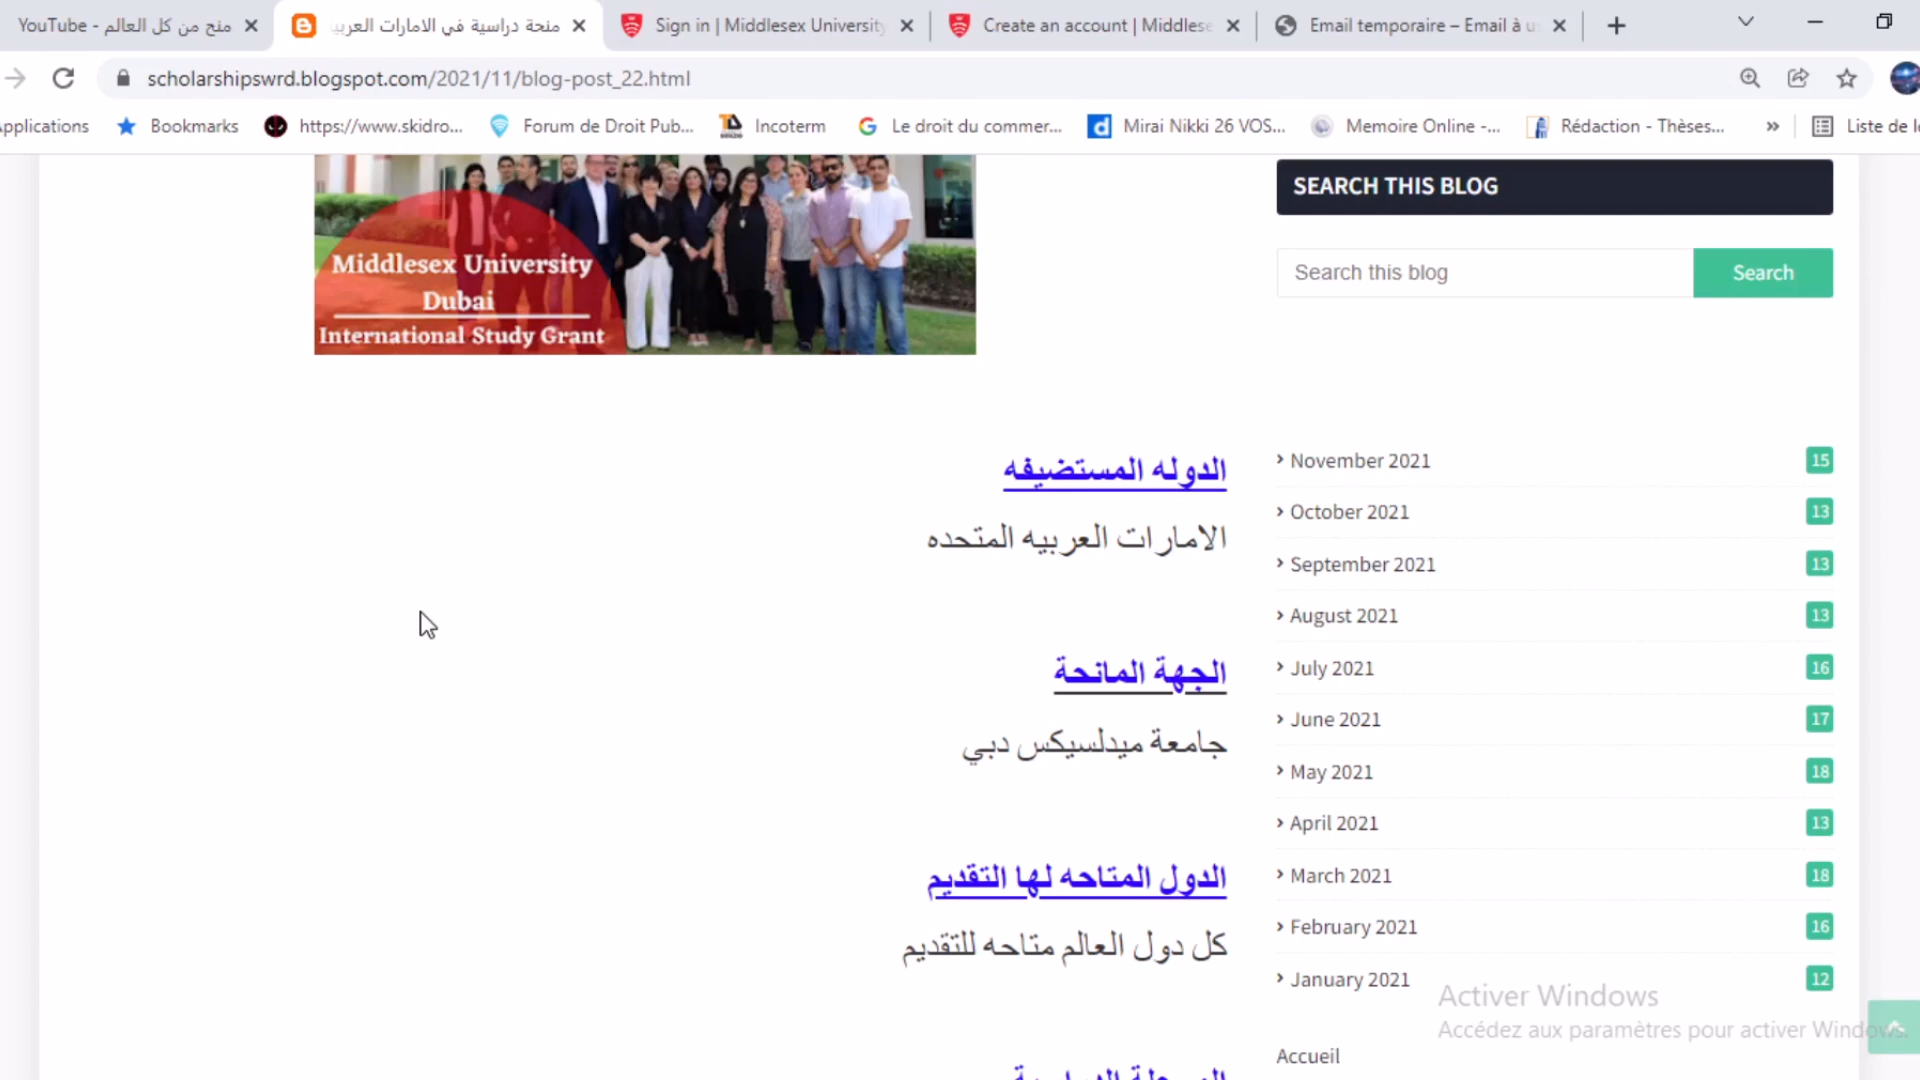 YouTube - منح من كل العالم
منحة دراسية في الامارات العربي
Sign in | Middlesex University
Create an account | Middlese
Email temporaire – Email à u
scholarshipswrd.blogspot.com/2021/11/blog-post_22.html
pplications
Bookmarks
https://www.skidro...
Forum de Droit Pub...
Incoterm
Le droit du commer...
Mirai Nikki 26 VOS...
Memoire Online -...
Rédaction - Thèses...
»
Liste de l
Middlesex University
Dubai
International Study Grant
الدوله المستضيفه
الامارات العربيه المتحده
الجهة المانحة
جامعة ميدلسيكس دبي
الدول المتاحه لها التقديم
كل دول العالم متاحه للتقديم
SEARCH THIS BLOG
Search this blog
Search
November 2021 15
October 2021 13
September 2021 13
August 2021 13
July 2021 16
June 2021 17
May 2021 18
April 2021 13
March 2021 18
February 2021 16
January 2021 12
Accueil
Activer Windows
Accédez aux paramètres pour activer Windows.